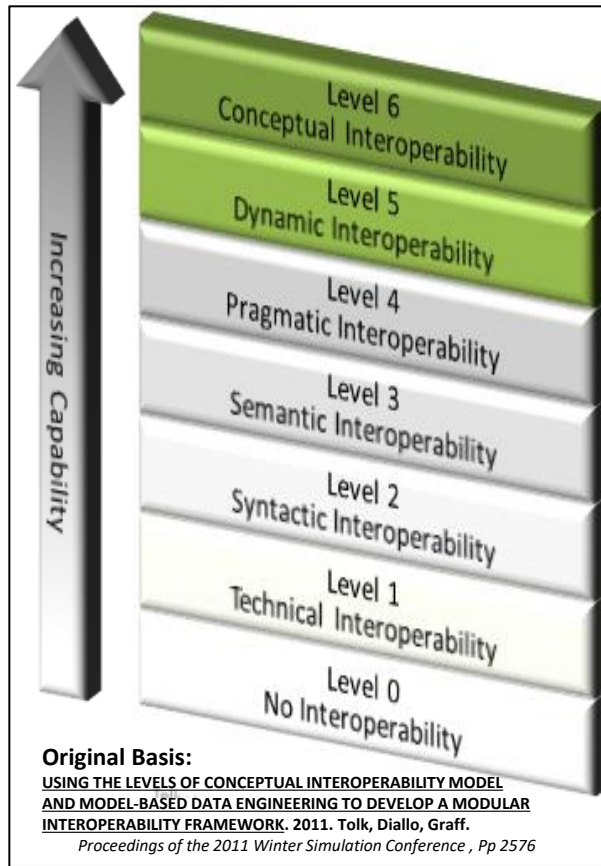 Increasing Capability
Level 6
Conceptual Interoperability
Level 5
Dynamic Interoperability
Level 4
Pragmatic Interoperability
Level 3
Semantic Interoperability
Level 2
Syntactic Interoperability
Level 1
Technical Interoperability
Level 0
No Interoperability
Original Basis:
USING THE LEVELS OF CONCEPTUAL INTEROPERABILITY MODEL
AND MODEL-BASED DATA ENGINEERING TO DEVELOP A MODULAR
INTEROPERABILITY FRAMEWORK. 2011. Tolk, Diallo, Graff.
Proceedings of the 2011 Winter Simulation Conference , Pp 2576